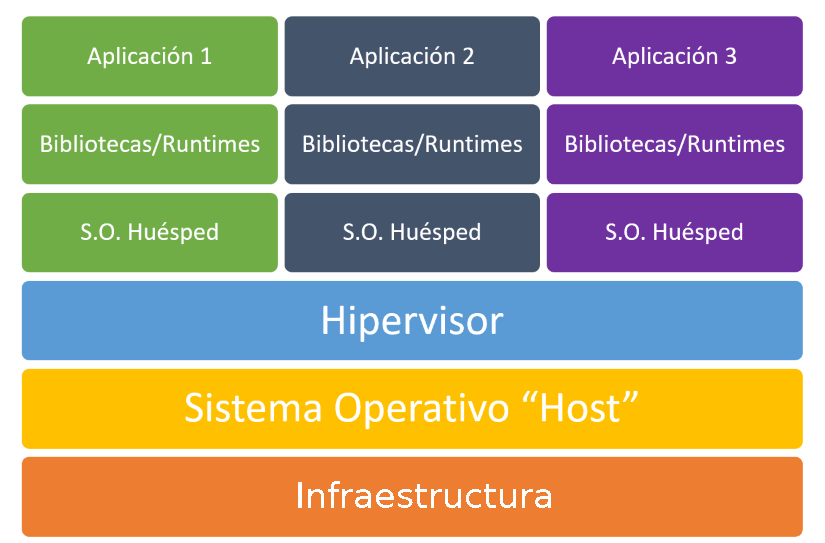 Aplicación 1
Aplicación 2
Aplicación 3
Bibliotecas/Runtimes
Bibliotecas/Runtimes
Bibliotecas/Runtimes
S.O. Huésped
S.O. Huésped
S.O. Huésped
Hipervisor
Sistema Operativo “Host”
Infraestructura